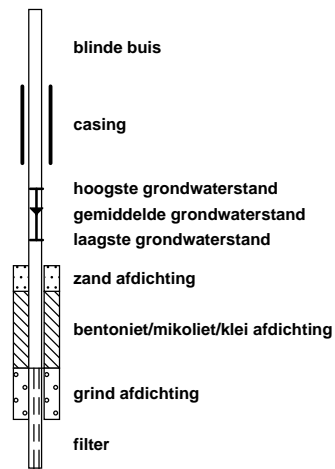 blinde buis
casing
hoogste grondwaterstand
gemiddelde grondwaterstand
laagste grondwaterstand
zand afdichting
bentoniet/mikoliet/klei afdichting
grind afdichting
filter